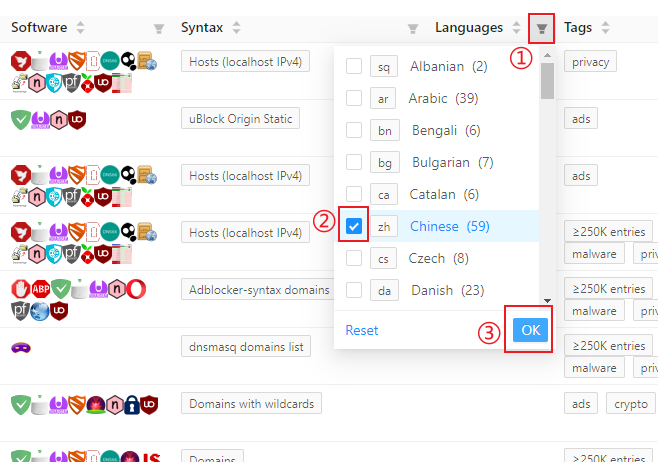 Software Syntax Languages Tags
①
Hosts (localhost IPv4) privacy
sq Albanian (2)
ar Arabic (39)
uBlock Origin Static ads
bn Bengali (6)
bg Bulgarian (7)
Hosts (localhost IPv4) ads
ca Catalan (6)
②
zh Chinese (59)
Hosts (localhost IPv4) ≥250K entries
malware priv
cs Czech (8)
ABP
Adblocker-syntax domains ≥250K entries
da Danish (23)
malware priv
③
Reset OK
dnsmasq domains list ≥250K entries
malware priv
Domains with wildcards ads crypto
Domains ≥250K entries